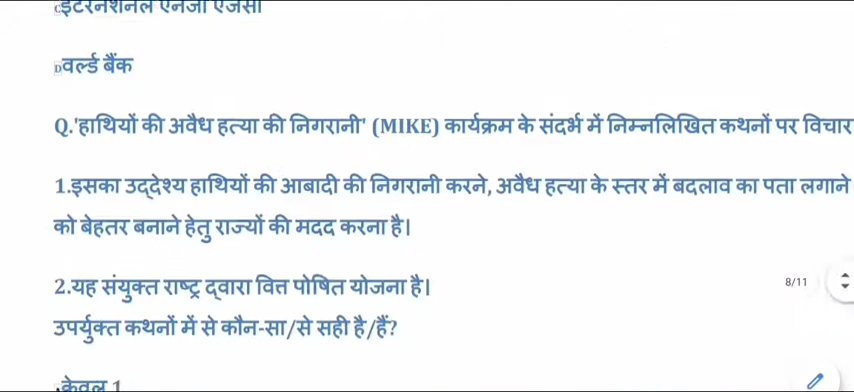 इंटरनेशनल एनर्जी एजेंसी
D वर्ल्ड बैंक
Q.'हाथियों की अवैध हत्या की निगरानी' (MIKE) कार्यक्रम के संदर्भ में निम्नलिखित कथनों पर विचार
1.इसका उद्देश्य हाथियों की आबादी की निगरानी करने, अवैध हत्या के स्तर में बदलाव का पता लगाने
को बेहतर बनाने हेतु राज्यों की मदद करना है।
2.यह संयुक्त राष्ट्र द्वारा वित्त पोषित योजना है।
8/11
उपर्युक्त कथनों में से कौन-सा/से सही है/हैं?
केवल 1